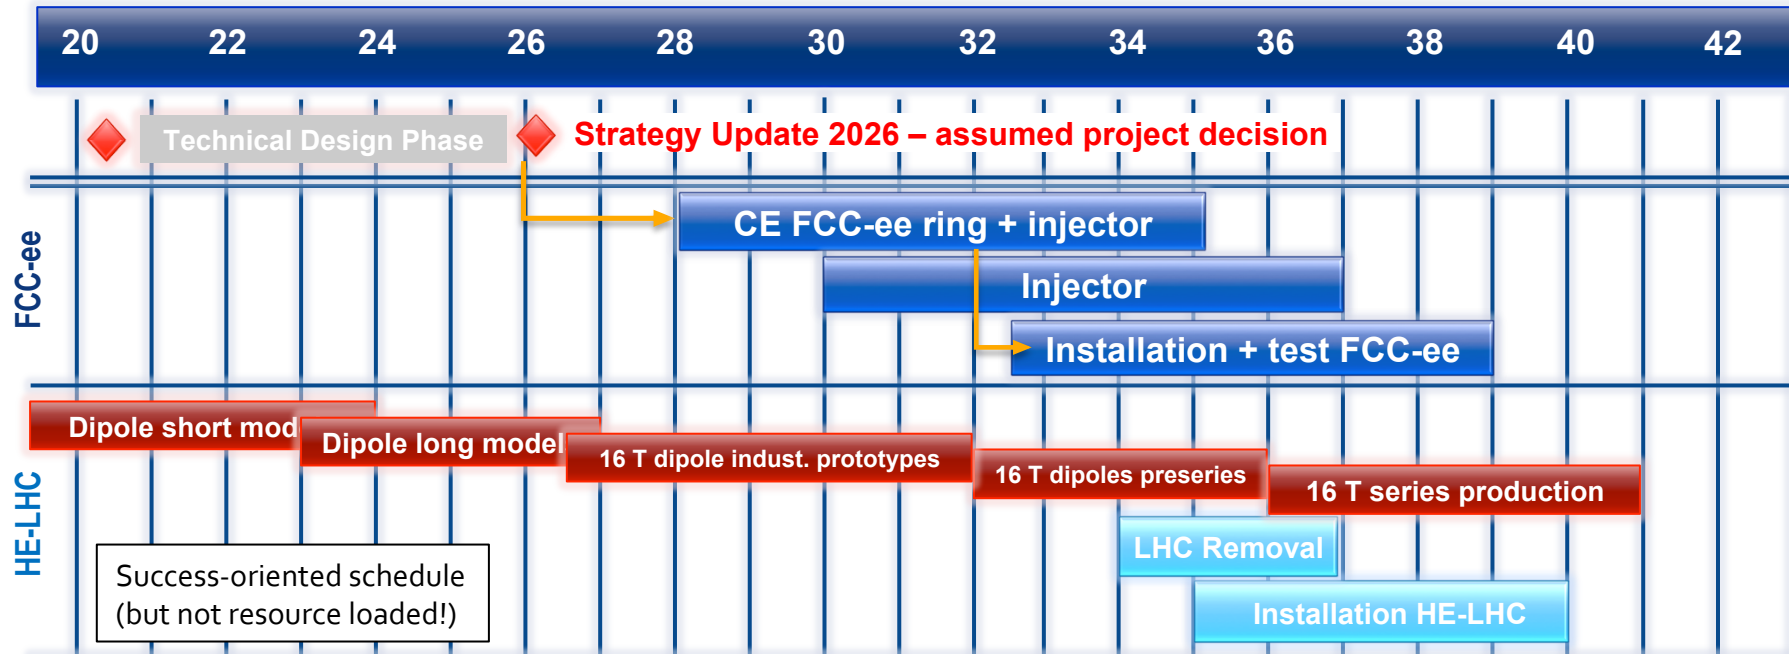 20 22 24 26 28 30 32 34 36 38 40 42
Technical Design Phase
Strategy Update 2026 – assumed project decision
FCC-ee
CE FCC-ee ring + injector
Injector
Installation + test FCC-ee
HE-LHC
Dipole short mod
Dipole long model
16 T dipole indust. prototypes
16 T dipoles preseries
16 T series production
LHC Removal
Installation HE-LHC
Success-oriented schedule
(but not resource loaded!)